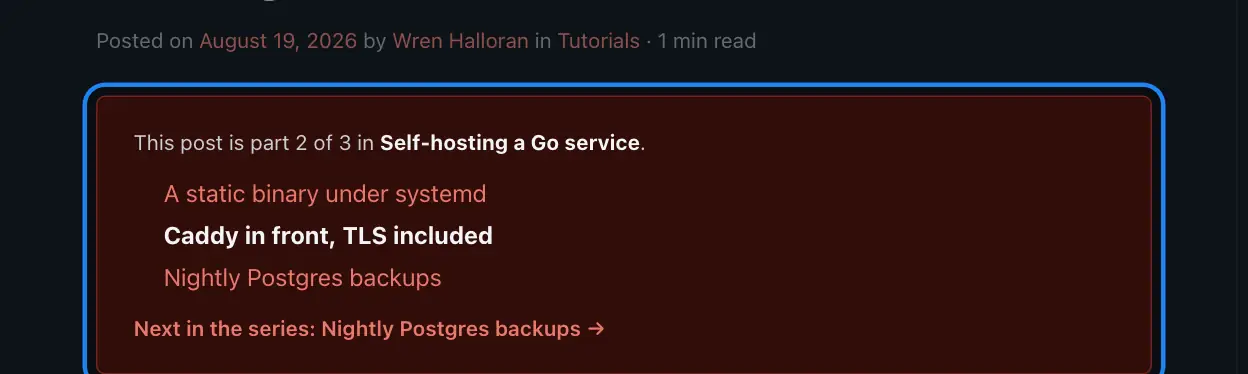 Posted on August 19, 2026 by Wren Halloran in Tutorials · 1 min read
This post is part 2 of 3 in Self-hosting a Go service.
A static binary under systemd
Caddy in front, TLS included
Nightly Postgres backups
Next in the series: Nightly Postgres backups →